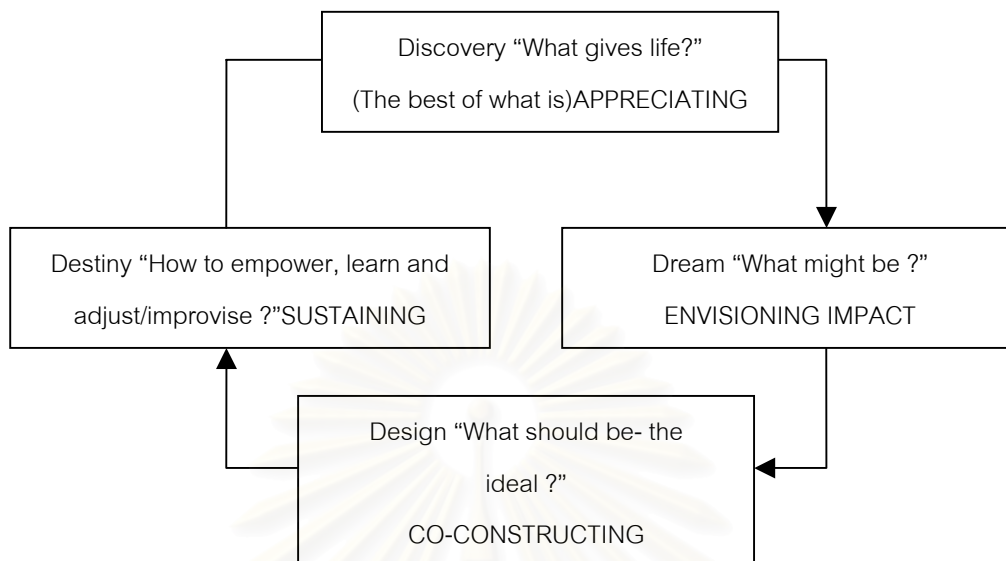 Discovery “What gives life?”
(The best of what is)APPRECIATING
Destiny “How to empower, learn and
adjust/improvise ?”SUSTAINING
Dream “What might be ?”
ENVISIONING IMPACT
Design “What should be- the
ideal ?”
CO-CONSTRUCTING